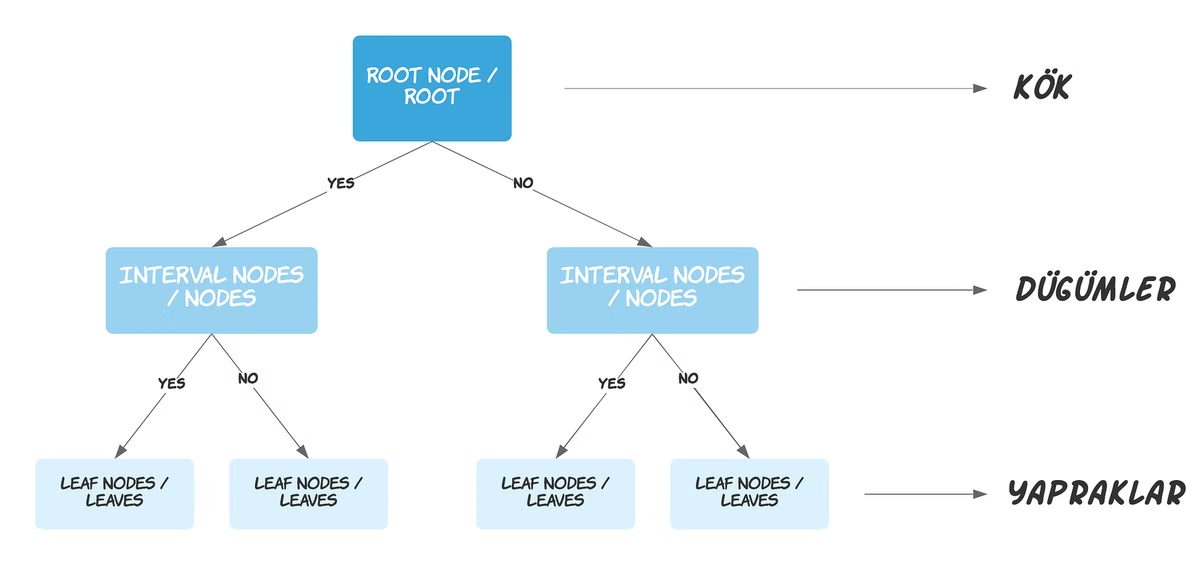 ROOT NODE /
ROOT
KÖK
YES
NO
INTERVAL NODES
/ NODES
INTERVAL NODES
/ NODES
DÜGÜMLER
YES
NO
YES
NO
LEAF NODES /
LEAVES
LEAF NODES /
LEAVES
LEAF NODES /
LEAVES
LEAF NODES /
LEAVES
YAPRAKLAR